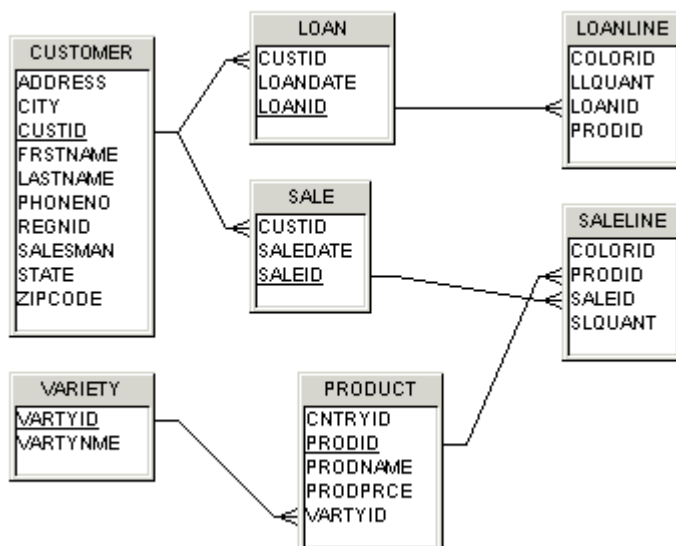 CUSTOMER
ADDRESS
CITY
CUSTID
FRSTNAME
LASTNAME
PHONENO
REGNID
SALESMAN
STATE
ZIPCODE
LOAN
CUSTID
LOANDATE
LOANID
LOANLINE
COLORID
LLQUANT
LOANID
PRODID
SALE
CUSTID
SALEDATE
SALEID
SALELINE
COLORID
PRODID
SALEID
SLQUANT
VARIETY
VARTYID
VARTYNME
PRODUCT
CNTRYID
PRODID
PRODNAME
PRODPRCE
VARTYID